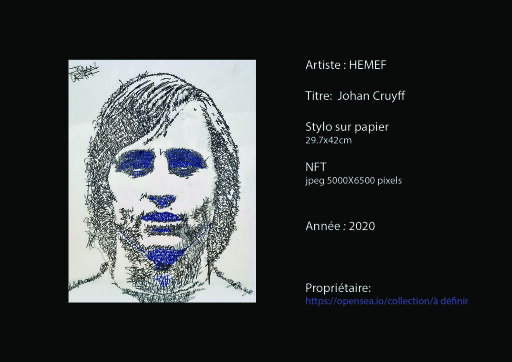 Artiste : HEMEF
Titre: Johan Cruyff
Stylo sur papier
29.7x42cm
NFT
jpeg 5000X6500 pixels
Année : 2020
Propriétaire:
https://opensea.io/collection/à définir